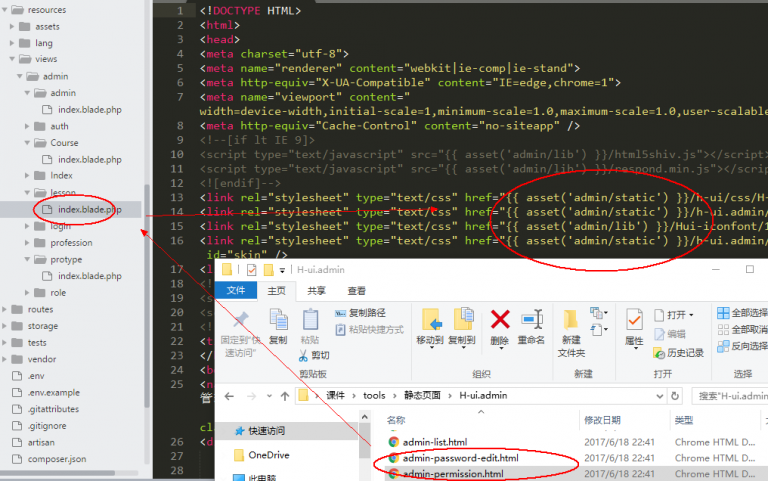 resources
assets
lang
views
admin
admin
index.blade.php
auth
Course
index.blade.php
Index
lesson
index.blade.php
login
profession
protype
index.blade.php
role
routes
storage
tests
vendor
.env
.env.example
.gitattributes
.gitignore
artisan
composer.json
1 <!DOCTYPE HTML>
2 <html>
3 <head>
4 <meta charset="utf-8">
5 <meta name="renderer" content="webkit|ie-comp|ie-stand">
6 <meta http-equiv="X-UA-Compatible" content="IE=edge,chrome=1">
7 <meta name="viewport" content="
width=device-width,initial-scale=1,minimum-scale=1.0,maximum-scale=1.0,user-scalable
8 <meta http-equiv="Cache-Control" content="no-siteapp" />
9 <!--[if lt IE 9]>
10 <script type="text/javascript" src="{{ asset('admin/lib') }}/html5shiv.js"></script>
11 <script type="text/javascript" src="{{ asset('admin/lib') }}/respond.min.js"></script>
12 <![endif]-->
13 <link rel="stylesheet" type="text/css" href="{{ asset('admin/static') }}/h-ui/css/H-
14 <link rel="stylesheet" type="text/css" href="{{ asset('admin/static') }}/h-ui.admin/
15 <link rel="stylesheet" type="text/css" href="{{ asset('admin/lib') }}/Hui-iconfont/1
16 <link rel="stylesheet" type="text/css" href="{{ asset('admin/static') }}/h-ui.admin/
id="skin" />
17 <l
18 <!
19 <s
20 <s
21 <!
22 <t
23 </
24 <b
25 <n
管
cla
26 <d
27
28
H-ui.admin
文件 主页 共享 查看
固定到"快速访问"
复制
粘贴
复制路径
粘贴快捷方式
剪切
剪贴板
移动到
复制到
删除
重命名
组织
新建
文件夹
新建
属性
打开
编辑
历史记录
打开
全部选择
全部取消
反向选择
选择
课件 › tools › 静态页面 › H-ui.admin
搜索"H-ui.
快速访问
OneDrive
此电脑
名称 修改日期 类型
admin-list.html 2017/6/18 22:41 Chrome HTML D...
admin-password-edit.html 2017/6/18 22:41 Chrome HTML D...
admin-permission.html 2017/6/18 22:41 Chrome HTML D...